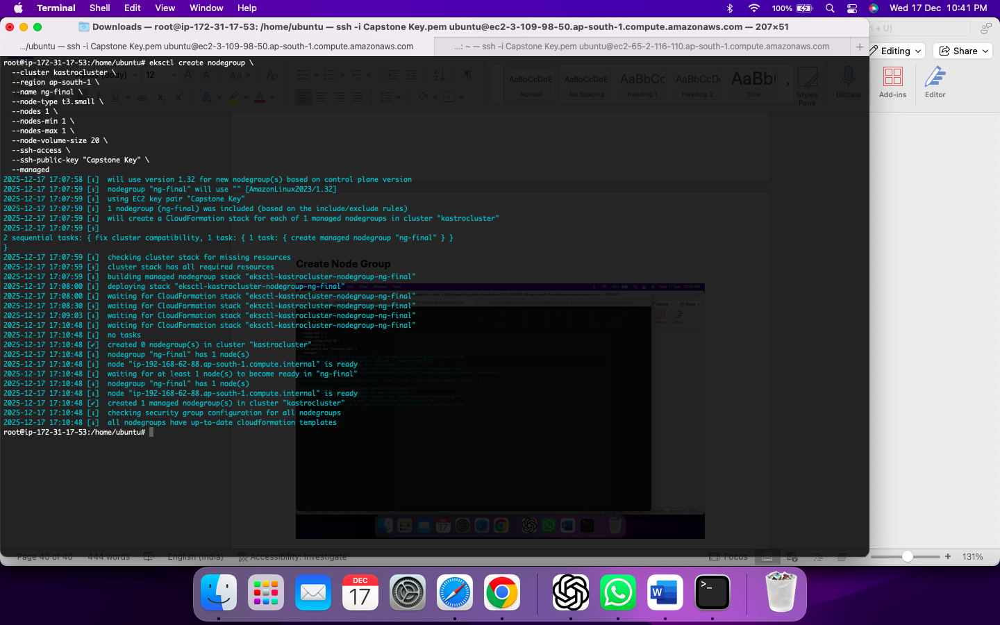 Terminal Shell Edit View Window Help 100% Wed 17 Dec 10:41 PM
Downloads — root@ip-172-31-17-53: /home/ubuntu — ssh -i Capstone Key.pem ubuntu@ec2-3-109-98-50.ap-south-1.compute.amazonaws.com — 207×51
.../ubuntu — ssh -i Capstone Key.pem ubuntu@ec2-3-109-98-50.ap-south-1.compute.amazonaws.com
...: ~ — ssh -i Capstone Key.pem ubuntu@ec2-65-2-116-110.ap-south-1.compute.amazonaws.com
+ U)
Editing Share
Add-ins Editor
(Body) 12
AaBbCcDdE AaBbCcDdE AaBbCc AaBbCcD AaBb
Normal No Spacing Heading 1 Heading 2 Title
Styles Pane Dictate
root@ip-172-31-17-53:/home/ubuntu# eksctl create nodegroup \
--cluster kastrocluster \
--region ap-south-1 \
--name ng-final \
--node-type t3.small \
--nodes 1 \
--nodes-min 1 \
--nodes-max 1 \
--node-volume-size 20 \
--ssh-access \
--ssh-public-key "Capstone Key" \
--managed
2025-12-17 17:07:58 [ℹ]  will use version 1.32 for new nodegroup(s) based on control plane version
2025-12-17 17:07:59 [ℹ]  nodegroup "ng-final" will use "" [AmazonLinux2023/1.32]
2025-12-17 17:07:59 [ℹ]  using EC2 key pair "Capstone Key"
2025-12-17 17:07:59 [ℹ]  1 nodegroup (ng-final) was included (based on the include/exclude rules)
2025-12-17 17:07:59 [ℹ]  will create a CloudFormation stack for each of 1 managed nodegroups in cluster "kastrocluster"
2025-12-17 17:07:59 [ℹ]
2 sequential tasks: { fix cluster compatibility, 1 task: { 1 task: { create managed nodegroup "ng-final" } }
}
2025-12-17 17:07:59 [ℹ]  checking cluster stack for missing resources
2025-12-17 17:07:59 [ℹ]  cluster stack has all required resources
2025-12-17 17:07:59 [ℹ]  building managed nodegroup stack "eksctl-kastrocluster-nodegroup-ng-final"
2025-12-17 17:08:00 [ℹ]  deploying stack "eksctl-kastrocluster-nodegroup-ng-final"
2025-12-17 17:08:00 [ℹ]  waiting for CloudFormation stack "eksctl-kastrocluster-nodegroup-ng-final"
2025-12-17 17:08:30 [ℹ]  waiting for CloudFormation stack "eksctl-kastrocluster-nodegroup-ng-final"
2025-12-17 17:09:03 [ℹ]  waiting for CloudFormation stack "eksctl-kastrocluster-nodegroup-ng-final"
2025-12-17 17:10:48 [ℹ]  waiting for CloudFormation stack "eksctl-kastrocluster-nodegroup-ng-final"
2025-12-17 17:10:48 [ℹ]  no tasks
2025-12-17 17:10:48 [✔]  created 0 nodegroup(s) in cluster "kastrocluster"
2025-12-17 17:10:48 [ℹ]  nodegroup "ng-final" has 1 node(s)
2025-12-17 17:10:48 [ℹ]  node "ip-192-168-62-88.ap-south-1.compute.internal" is ready
2025-12-17 17:10:48 [ℹ]  waiting for at least 1 node(s) to become ready in "ng-final"
2025-12-17 17:10:48 [ℹ]  nodegroup "ng-final" has 1 node(s)
2025-12-17 17:10:48 [ℹ]  node "ip-192-168-62-88.ap-south-1.compute.internal" is ready
2025-12-17 17:10:48 [✔]  created 1 managed nodegroup(s) in cluster "kastrocluster"
2025-12-17 17:10:48 [ℹ]  checking security group configuration for all nodegroups
2025-12-17 17:10:48 [ℹ]  all nodegroups have up-to-date cloudformation templates
root@ip-172-31-17-53:/home/ubuntu#
Create Node Group
Page 40 of 40 444 words English (India) Accessibility: Investigate Focus 131%
DEC
17